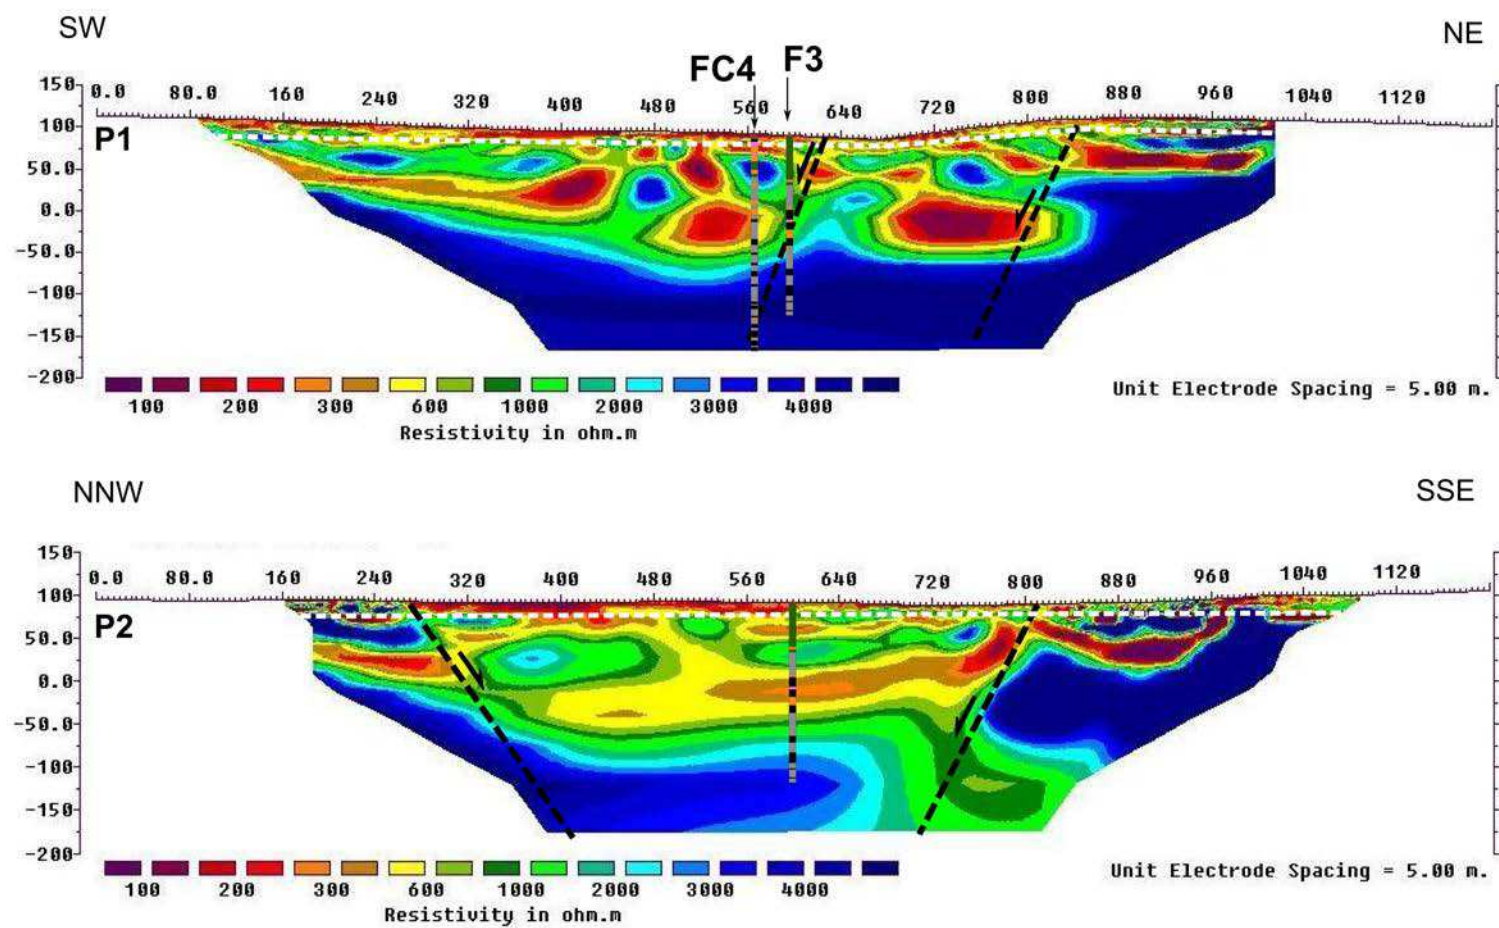 SW
NE
FC4
F3
150
0.0 80.0 160 240 320 400 480 560 640 720 800 880 960 1040 1120
100
P1
50.0
0.0
-50.0
-100
-150
-200
100 200 300 600 1000 2000 3000 4000
Resistivity in ohm.m
Unit Electrode Spacing = 5.00 m.
NNW
SSE
150
0.0 80.0 160 240 320 400 480 560 640 720 800 880 960 1040 1120
100
P2
50.0
0.0
-50.0
-100
-150
-200
100 200 300 600 1000 2000 3000 4000
Resistivity in ohm.m
Unit Electrode Spacing = 5.00 m.